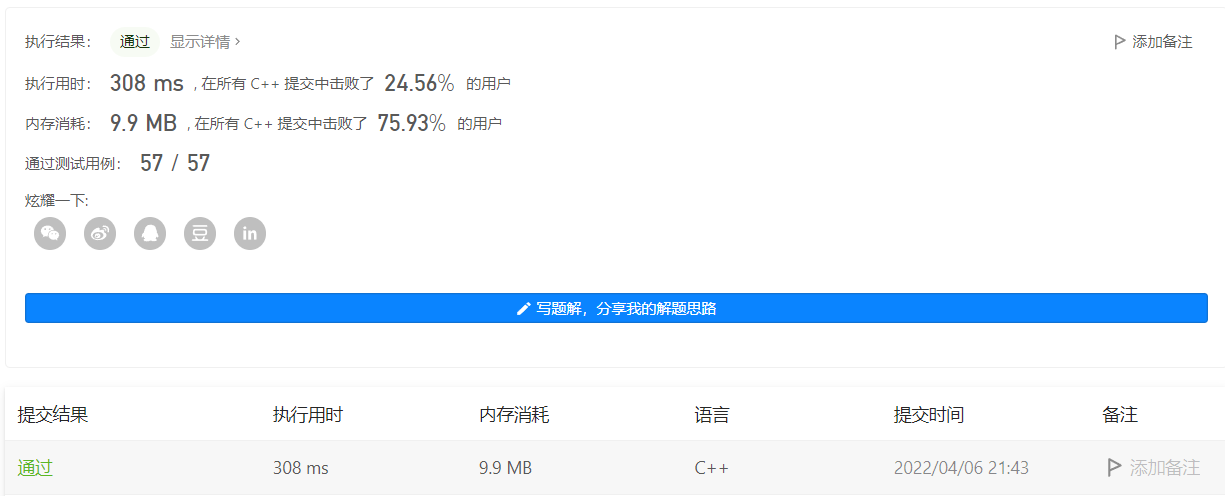 执行结果： 通过 显示详情 › 添加备注
执行用时： 308 ms , 在所有 C++ 提交中击败了 24.56% 的用户
内存消耗： 9.9 MB , 在所有 C++ 提交中击败了 75.93% 的用户
通过测试用例： 57 / 57
炫耀一下:
豆 in
写题解，分享我的解题思路
提交结果 执行用时 内存消耗 语言 提交时间 备注
通过 308 ms 9.9 MB C++ 2022/04/06 21:43 添加备注